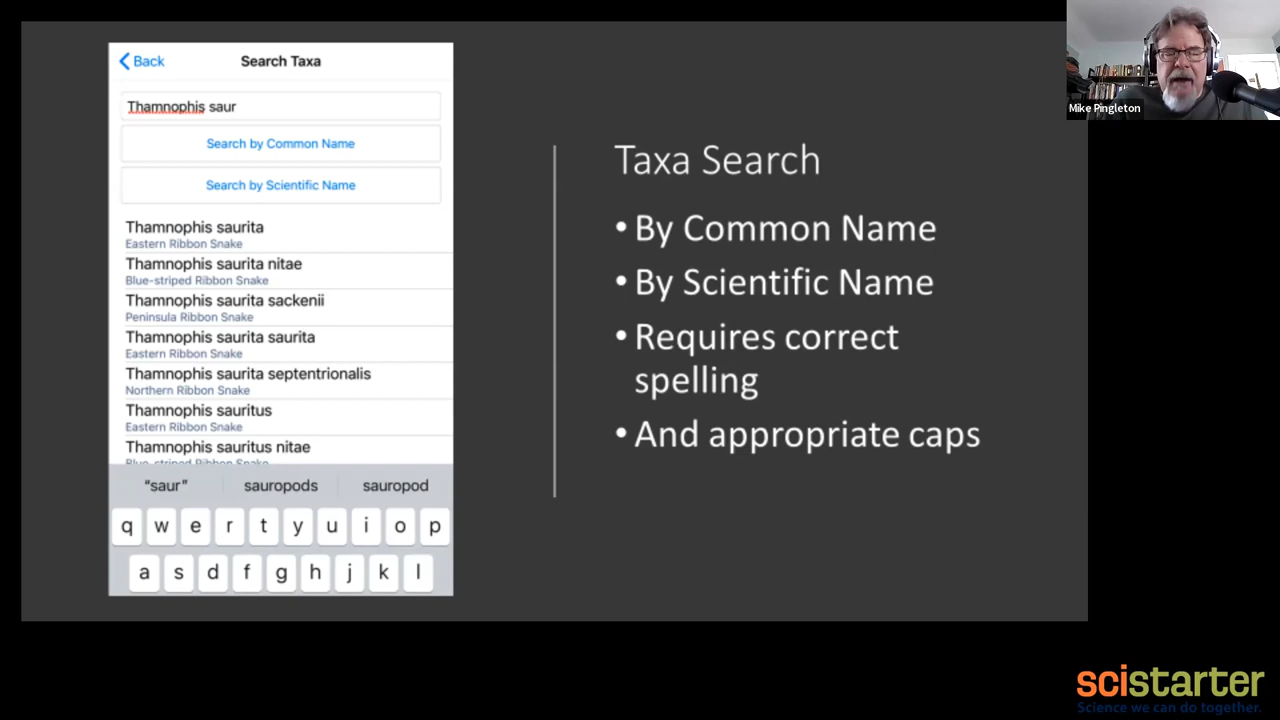 Back
Search Taxa
Thamnophis saur
Search by Common Name
Search by Scientific Name
Thamnophis saurita
Eastern Ribbon Snake
Thamnophis saurita nitae
Blue-striped Ribbon Snake
Thamnophis saurita sackenii
Peninsula Ribbon Snake
Thamnophis saurita saurita
Eastern Ribbon Snake
Thamnophis saurita septentrionalis
Northern Ribbon Snake
Thamnophis sauritus
Eastern Ribbon Snake
Thamnophis sauritus nitae
Blue-striped Ribbon Snake
"saur" sauropods sauropod
q w e r t y u i o p
a s d f g h j k l
Taxa Search
• By Common Name
• By Scientific Name
• Requires correct
spelling
• And appropriate caps
Mike Pingleton
scistarter
Science we can do together.